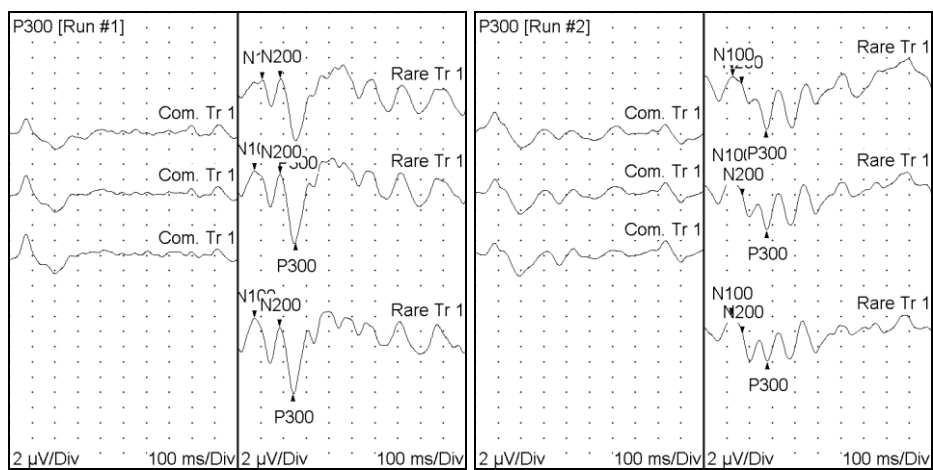 P300 [Run #1]
N200
Rare Tr 1
Com. Tr 1
N200
P300
Rare Tr 1
Com. Tr 1
Com. Tr 1
P300
N100
N200
Rare Tr 1
P300
2 µV/Div
100 ms/Div
2 µV/Div
100 ms/Div
P300 [Run #2]
N100
Rare Tr 1
Com. Tr 1
P300
Rare Tr 1
N200
Com. Tr 1
Com. Tr 1
P300
N100
N200
Rare Tr 1
P300
2 µV/Div
100 ms/Div
2 µV/Div
100 ms/Div